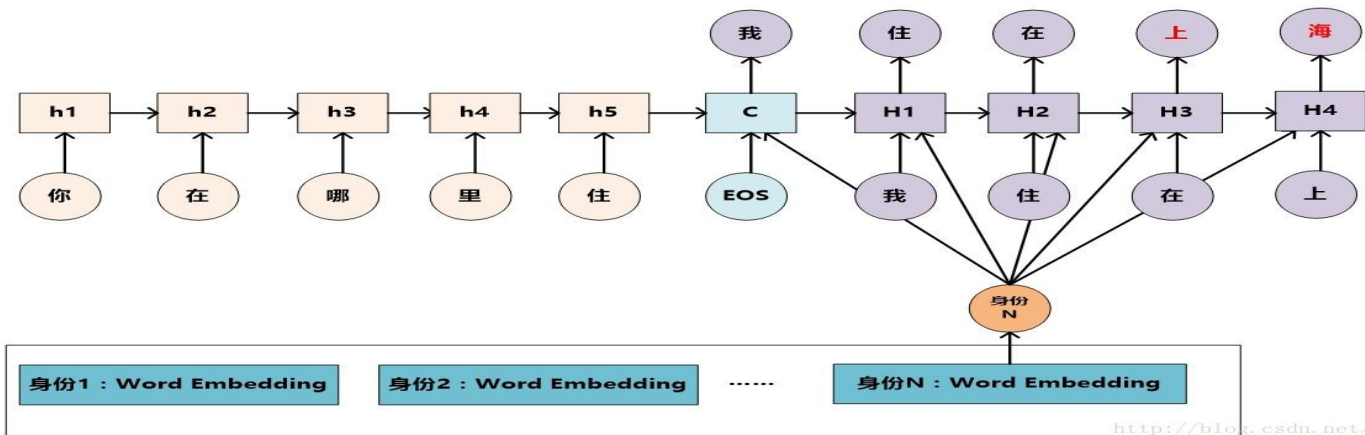 我 住 在 上 海
h1 h2 h3 h4 h5 C H1 H2 H3 H4
你 在 哪 里 住 EOS 我 住 在 上
身份
N
身份1：Word Embedding 身份2：Word Embedding ...... 身份N：Word Embedding
http://blog.csdn.net/